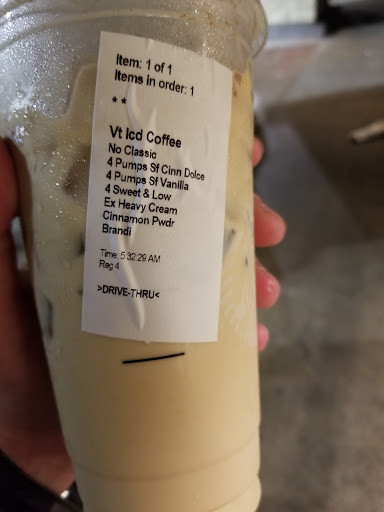 Item: 1 of 1
Items in order: 1
**
Vt Icd Coffee
No Classic
4 Pumps Sf Cinn Dolce
4 Pumps Sf Vanilla
4 Sweet & Low
Ex Heavy Cream
Cinnamon Pwdr
Brandi
Time: 5:32:29 AM
Reg 4
>DRIVE-THRU<